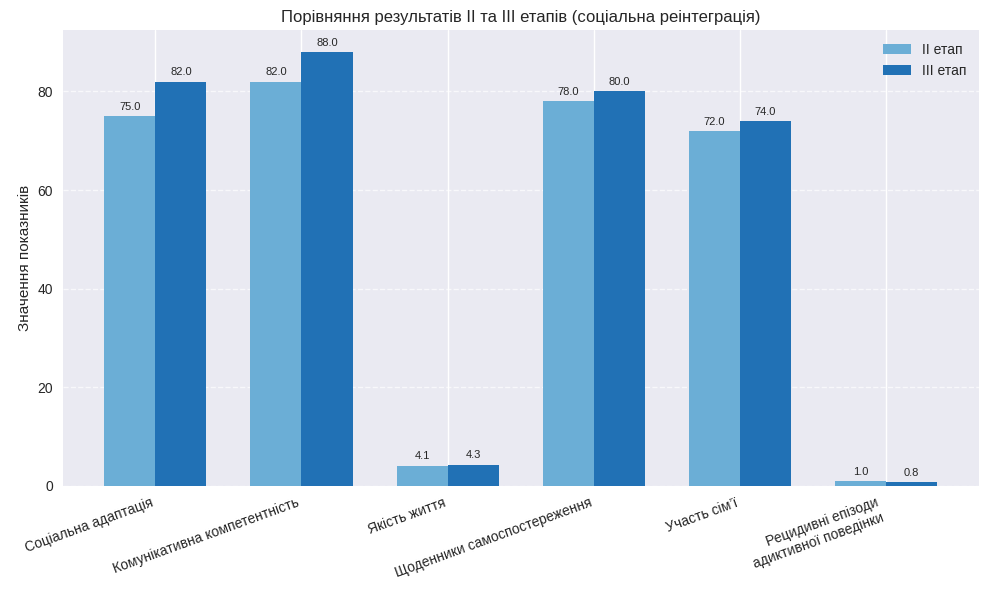 Порівняння результатів II та III етапів (соціальна реінтеграція)
II етап
III етап
Значення показників
80
60
40
20
0
75.0
82.0
82.0
88.0
4.1
4.3
78.0
80.0
72.0
74.0
1.0
0.8
Соціальна адаптація
Комунікативна компетентність
Якість життя
Щоденники самоспостереження
Участь сім'ї
Рецидивні епізоди
адиктивної поведінки